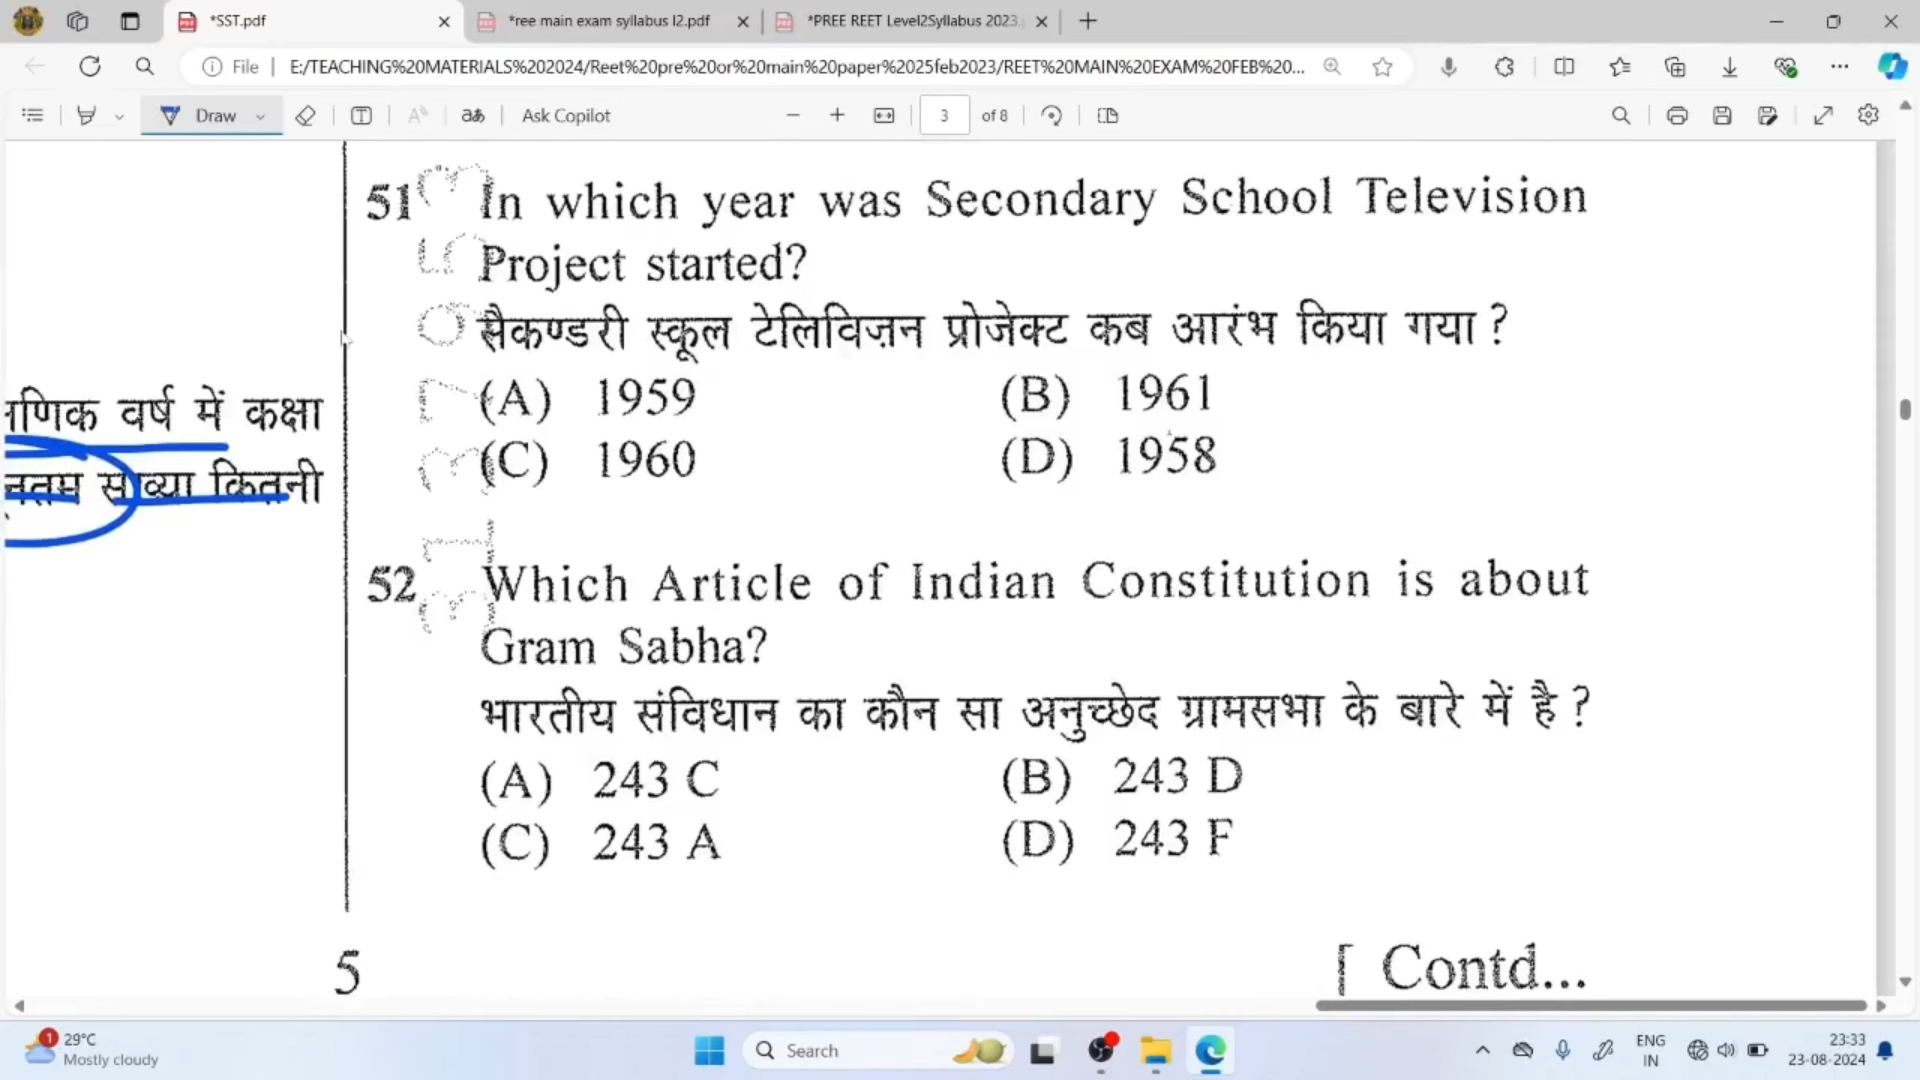 *SST.pdf
*ree main exam syllabus l2.pdf
*PREE REET Level2Syllabus 2023.
File
E:/TEACHING%20MATERIALS%202024/Reet%20pre%20or%20main%20paper%2025feb2023/REET%20MAIN%20EXAM%20FEB%20...
Draw
Ask Copilot
3
of 8
51 In which year was Secondary School Television
Project started?
सैकण्डरी स्कूल टेलिविज़न प्रोजेक्ट कब आरंभ किया गया ?
(A) 1959 (B) 1961
(C) 1960 (D) 1958
वर्ष में कक्षा
कितनी
52 Which Article of Indian Constitution is about
Gram Sabha?
भारतीय संविधान का कौन सा अनुच्छेद ग्रामसभा के बारे में है ?
(A) 243 C (B) 243 D
(C) 243 A (D) 243 F
5
[ Contd...
1
29°C
Mostly cloudy
Search
ENG
IN
23:33
23-08-2024